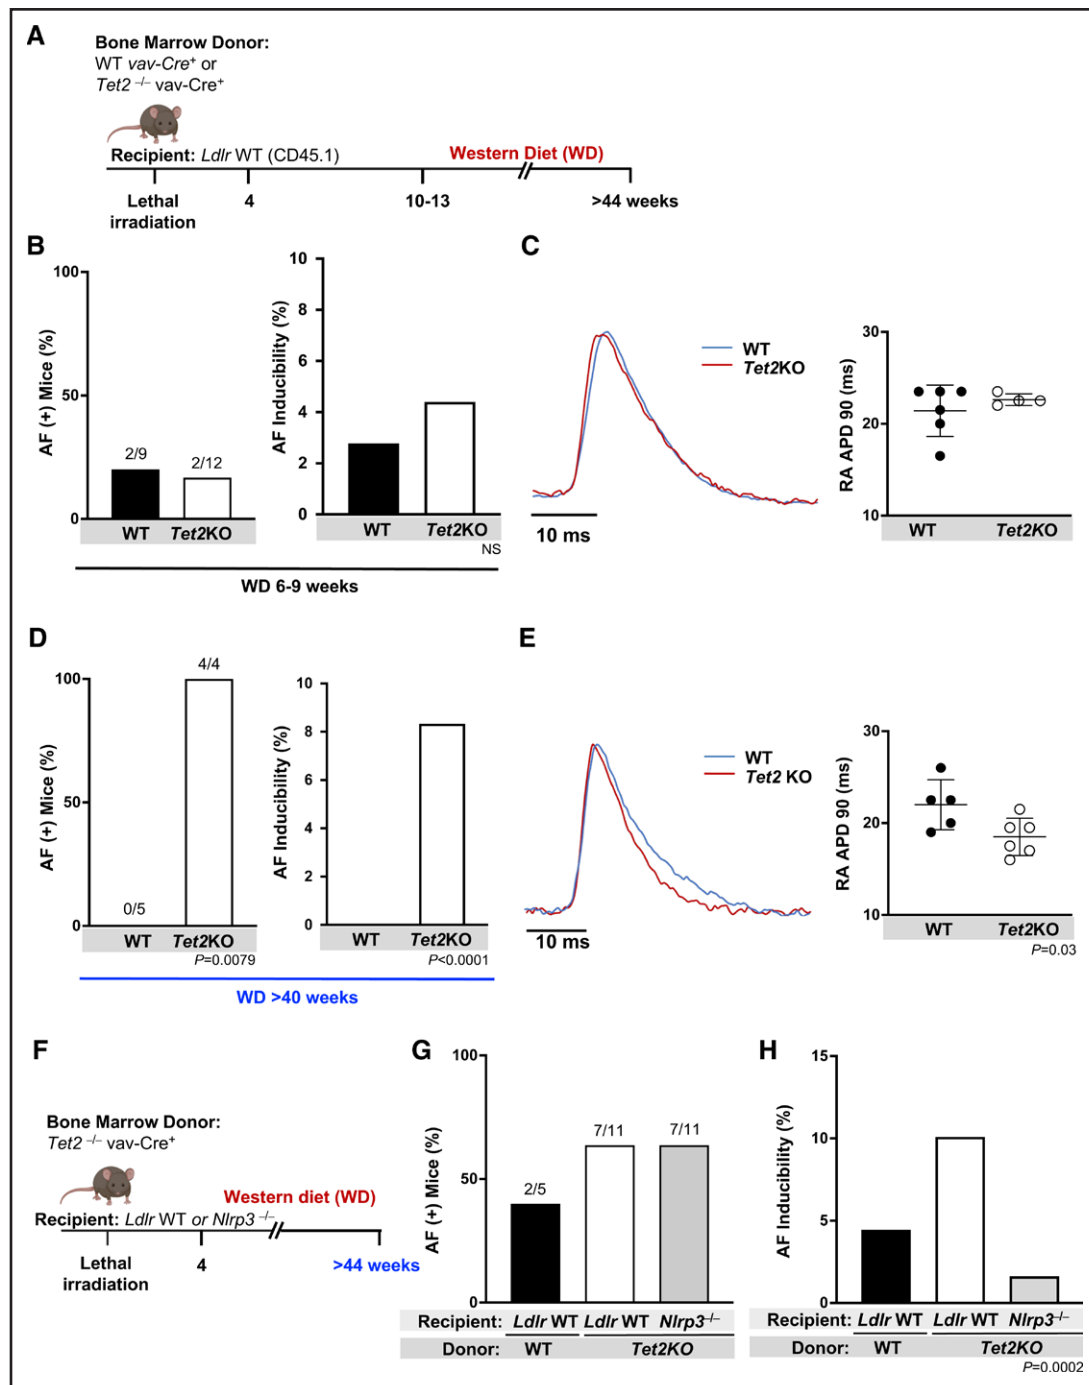 A
Bone Marrow Donor:
WT vav-Cre⁺ or
Tet2 ⁻/⁻ vav-Cre⁺
Recipient: Ldlr WT (CD45.1)
Western Diet (WD)
Lethal
irradiation
4
10-13
>44 weeks
B
AF (+) Mice (%)
100
50
0
2/9
2/12
WT
Tet2KO
AF Inducibility (%)
10
8
6
4
2
0
WT
Tet2KO
NS
WD 6-9 weeks
C
WT
Tet2KO
10 ms
RA APD 90 (ms)
30
20
10
WT
Tet2KO
D
AF (+) Mice (%)
100
50
0
0/5
4/4
WT
Tet2KO
P=0.0079
AF Inducibility (%)
10
8
6
4
2
0
WT
Tet2KO
P<0.0001
WD >40 weeks
E
WT
Tet2 KO
10 ms
RA APD 90 (ms)
30
20
10
WT
Tet2KO
P=0.03
F
Bone Marrow Donor:
Tet2 ⁻/⁻ vav-Cre⁺
Western diet (WD)
Recipient: Ldlr WT or Nlrp3 ⁻/⁻
Lethal
irradiation
4
>44 weeks
G
AF (+) Mice (%)
100
50
0
2/5
7/11
7/11
Recipient: Ldlr WT Ldlr WT Nlrp3⁻/⁻
Donor: WT Tet2KO
H
AF Inducibility (%)
15
10
5
0
Recipient: Ldlr WT Ldlr WT Nlrp3⁻/⁻
Donor: WT Tet2KO
P=0.0002